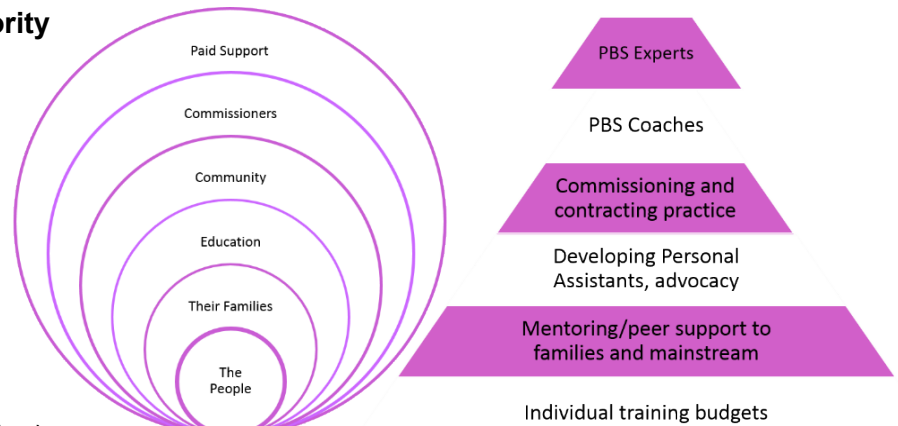 Paid Support
Commissioners
Community
Education
Their Families
The
People
PBS Experts
PBS Coaches
Commissioning and
contracting practice
Developing Personal
Assistants, advocacy
Mentoring/peer support to
families and mainstream
Individual training budgets